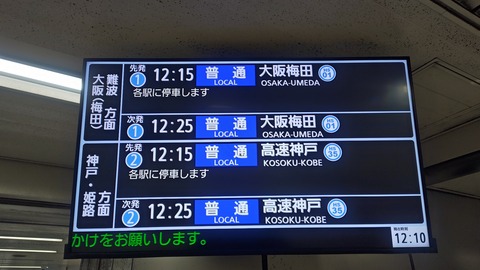 難波
大阪(梅田) 方面
先発 1 12:15 普通 LOCAL 大阪梅田 OSAKA-UMEDA 01
各駅に停車します
次発 1 12:25 普通 LOCAL 大阪梅田 OSAKA-UMEDA 01
神戸・姫路 方面
先発 2 12:15 普通 LOCAL 高速神戸 KOSOKU-KOBE 35
各駅に停車します
次発 2 12:25 普通 LOCAL 高速神戸 KOSOKU-KOBE 35
かけをお願いします。
12:10